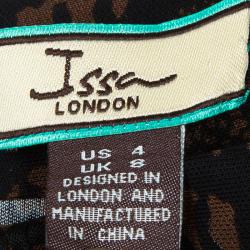 Issa
LONDON
US 4
UK 8
DESIGNED IN
LONDON AND
MANUFACTURED
IN CHINA